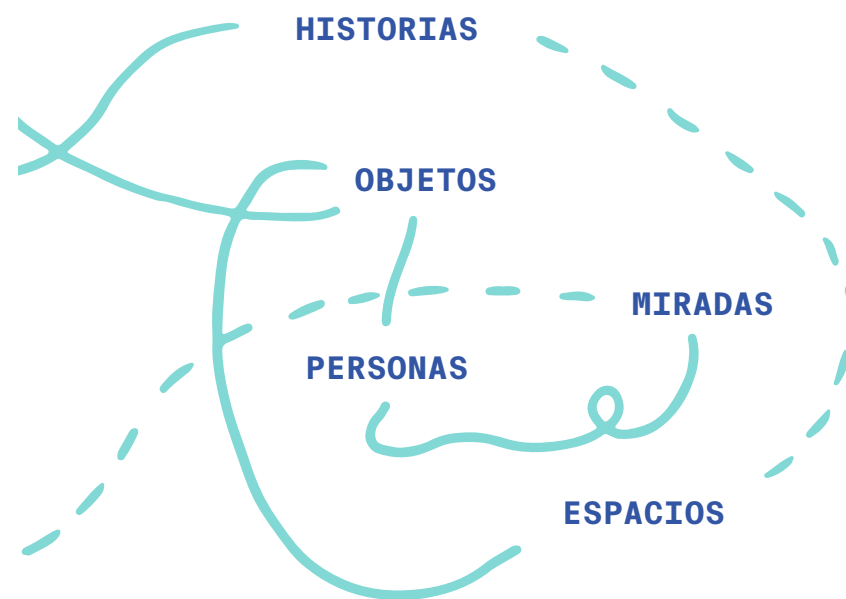 HISTORIAS
OBJETOS
MIRADAS
PERSONAS
ESPACIOS